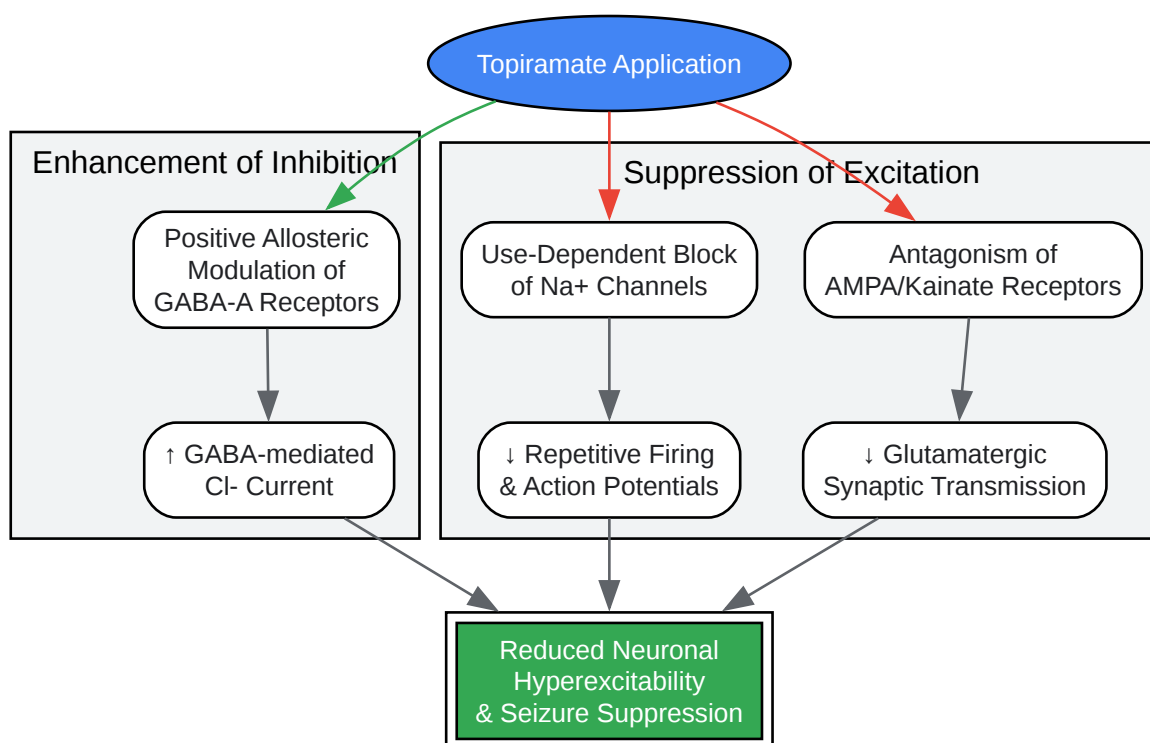 Topiramate Application
Enhancement of Inhibition
Suppression of Excitation
Positive Allosteric
Modulation of
GABA-A Receptors
Use-Dependent Block
of Na+ Channels
Antagonism of
AMPA/Kainate Receptors
↑ GABA-mediated
Cl- Current
↓ Repetitive Firing
& Action Potentials
↓ Glutamatergic
Synaptic Transmission
Reduced Neuronal
Hyperexcitability
& Seizure Suppression